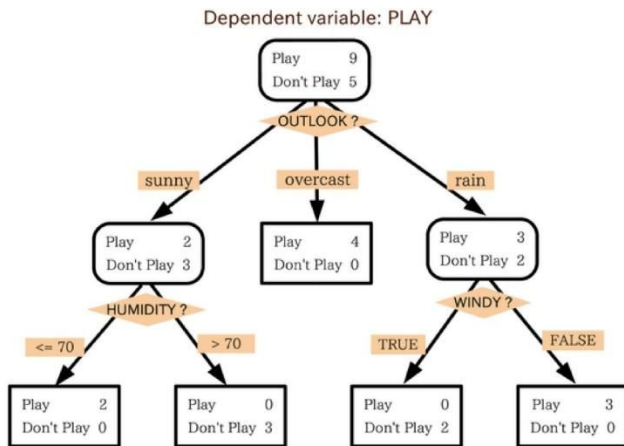 Dependent variable: PLAY
Play 9
Don't Play 5
OUTLOOK ?
sunny
overcast
rain
Play 2
Don't Play 3
Play 4
Don't Play 0
Play 3
Don't Play 2
HUMIDITY ?
WINDY ?
<= 70
> 70
TRUE
FALSE
Play 2
Don't Play 0
Play 0
Don't Play 3
Play 0
Don't Play 2
Play 3
Don't Play 0